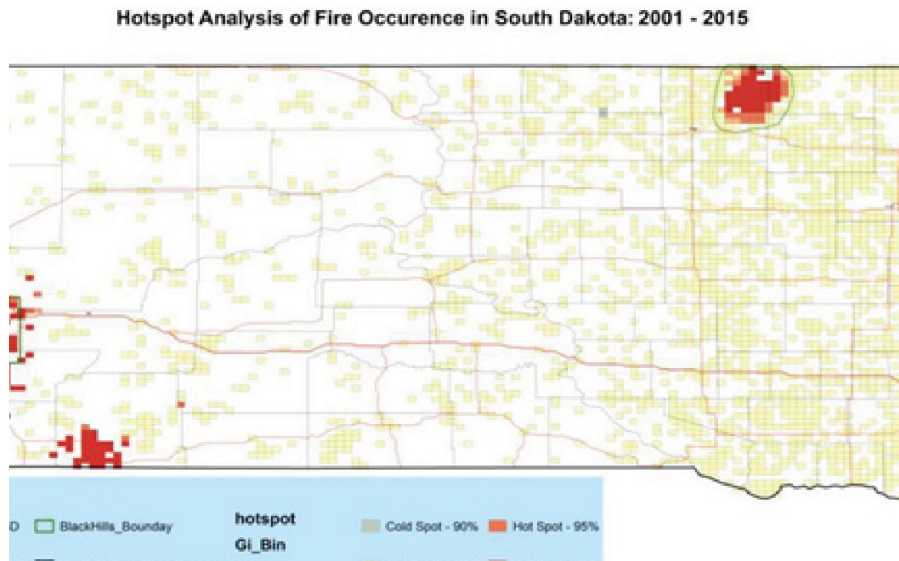 Hotspot Analysis of Fire Occurence in South Dakota: 2001 - 2015
D BlackHills_Bounday hotspot Cold Spot - 90% Hot Spot - 95%
Gi_Bin